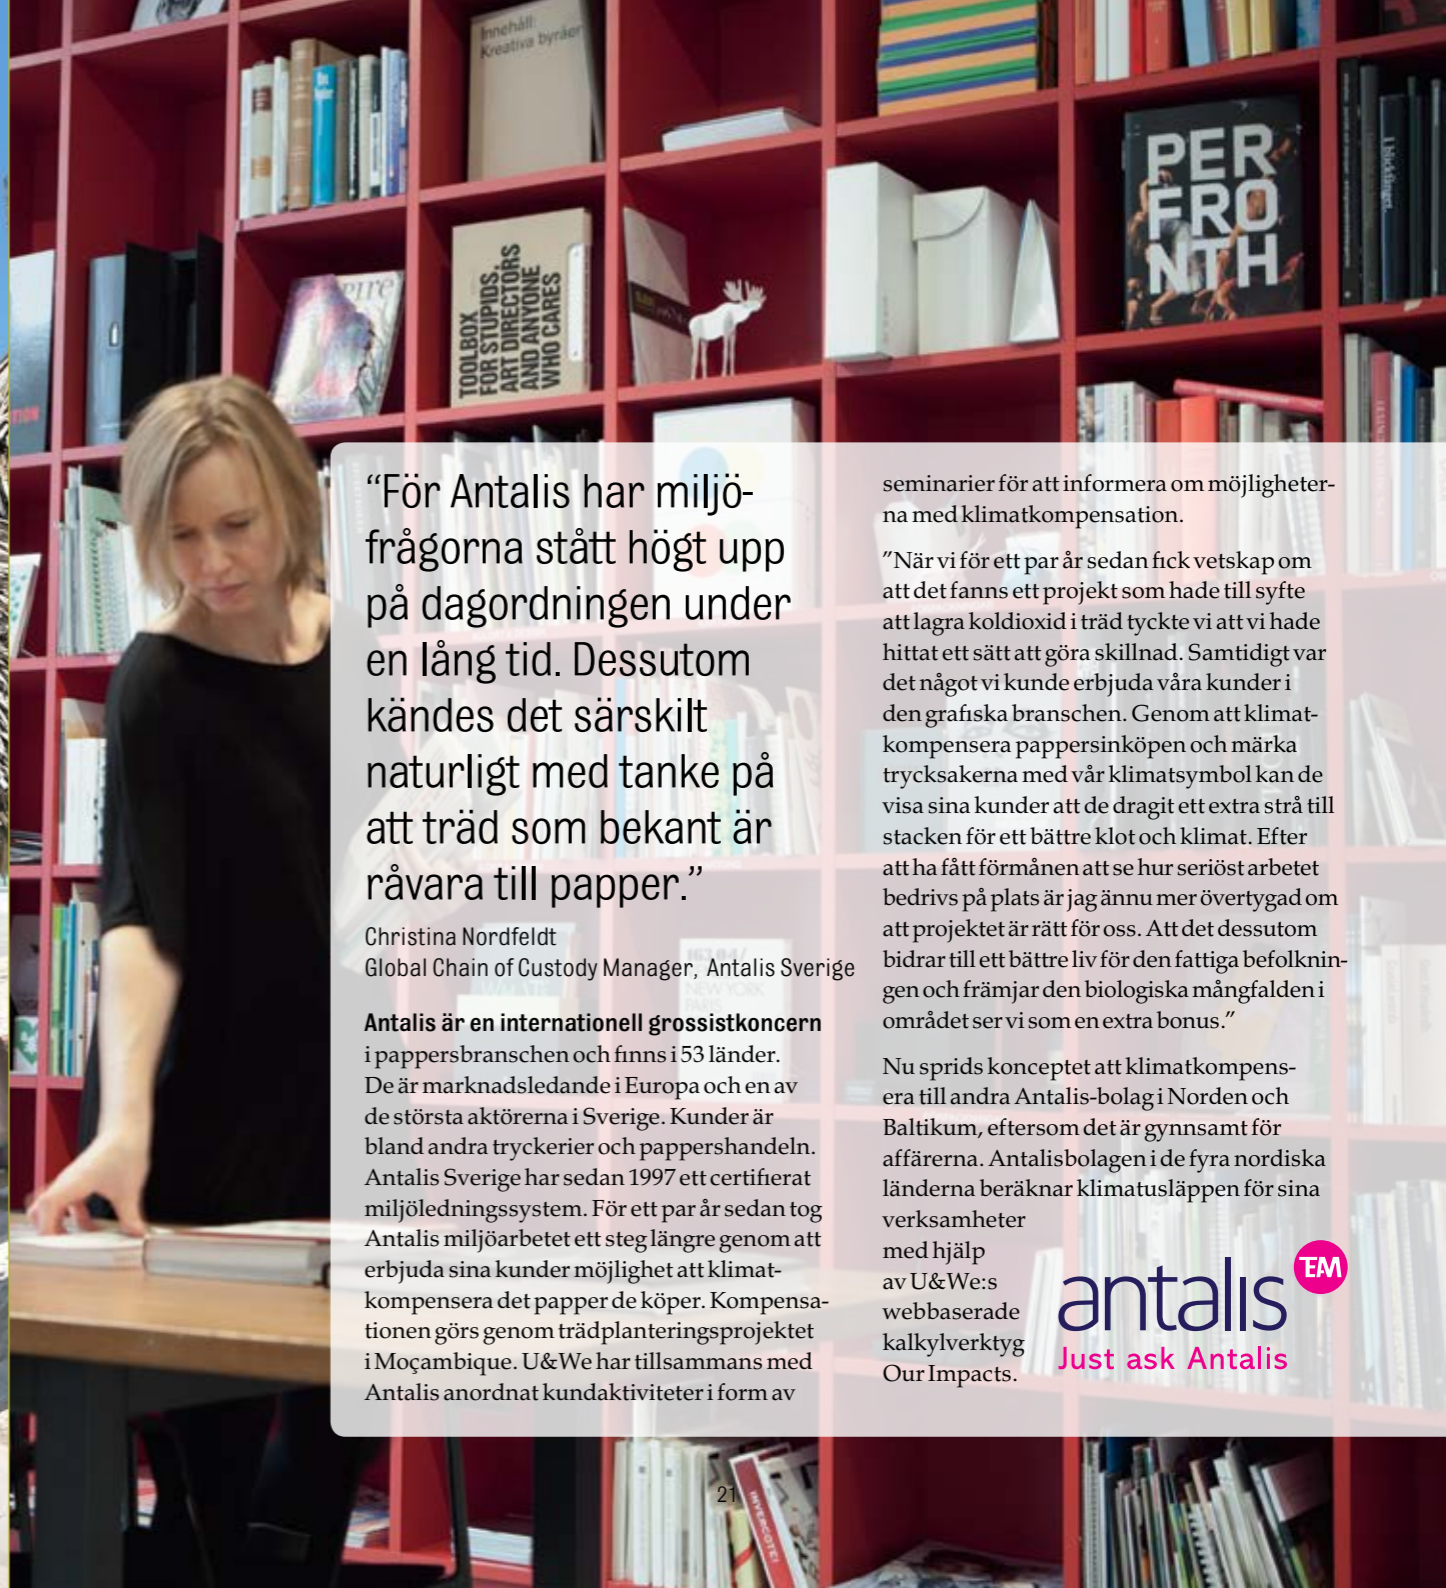 Innehåll:
Kreativa byråer
PIRE
TOOLBOX
FOR STUPIDS,
ART DIRECTORS
AND ANYONE
WHO CARES
PER
FRO
NTH
“För Antalis har miljö-
frågorna stått högt upp
på dagordningen under
en lång tid. Dessutom
kändes det särskilt
naturligt med tanke på
att träd som bekant är
råvara till papper.”
Christina Nordfeldt
Global Chain of Custody Manager, Antalis Sverige
Antalis är en internationell grossistkoncern
i pappersbranschen och finns i 53 länder.
De är marknadsledande i Europa och en av
de största aktörerna i Sverige. Kunder är
bland andra tryckerier och pappershandeln.
Antalis Sverige har sedan 1997 ett certifierat
miljöledningssystem. För ett par år sedan tog
Antalis miljöarbetet ett steg längre genom att
erbjuda sina kunder möjlighet att klimat-
kompensera det papper de köper. Kompensa-
tionen görs genom trädplanteringsprojektet
i Moçambique. U&We har tillsammans med
Antalis anordnat kundaktiviteter i form av
seminarier för att informera om möjligheter-
na med klimatkompensation.
”När vi för ett par år sedan fick vetskap om
att det fanns ett projekt som hade till syfte
att lagra koldioxid i träd tyckte vi att vi hade
hittat ett sätt att göra skillnad. Samtidigt var
det något vi kunde erbjuda våra kunder i
den grafiska branschen. Genom att klimat-
kompensera pappersinköpen och märka
trycksakerna med vår klimatsymbol kan de
visa sina kunder att de dragit ett extra strå till
stacken för ett bättre klot och klimat. Efter
att ha fått förmånen att se hur seriöst arbetet
bedrivs på plats är jag ännu mer övertygad om
att projektet är rätt för oss. Att det dessutom
bidrar till ett bättre liv för den fattiga befolknin-
gen och främjar den biologiska mångfalden i
området ser vi som en extra bonus.”
Nu sprids konceptet att klimatkompens-
era till andra Antalis-bolag i Norden och
Baltikum, eftersom det är gynnsamt för
affärerna. Antalisbolagen i de fyra nordiska
länderna beräknar klimatusläppen för sina
verksamheter
med hjälp
av U&We:s
webbaserade
kalkylverktyg
Our Impacts.
antalis
Just ask Antalis
NEW YORK
PARIS
INVERCOTE
21